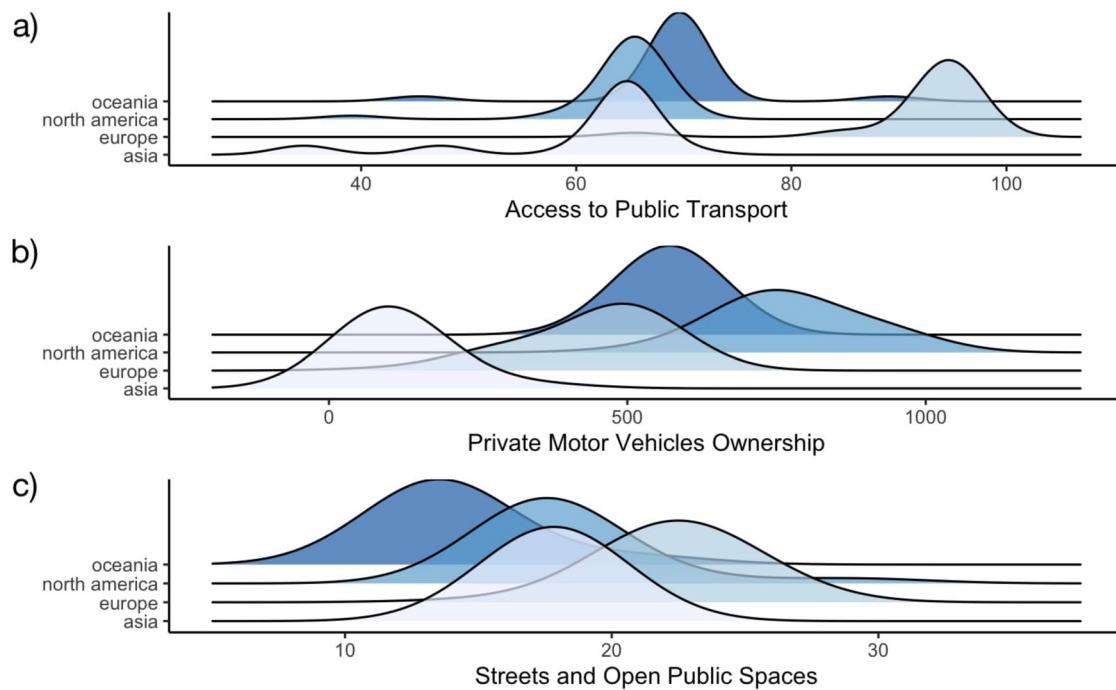 a)
oceania
north america
europe
asia
40 60 80 100
Access to Public Transport
b)
oceania
north america
europe
asia
0 500 1000
Private Motor Vehicles Ownership
c)
oceania
north america
europe
asia
10 20 30
Streets and Open Public Spaces